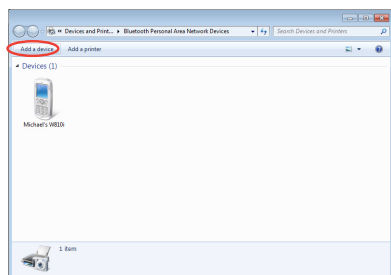 « Devices and Print... ▸ Bluetooth Personal Area Network Devices
Search Devices and Printers
Add a device Add a printer
Devices (1)
Michael's W810i
1 item